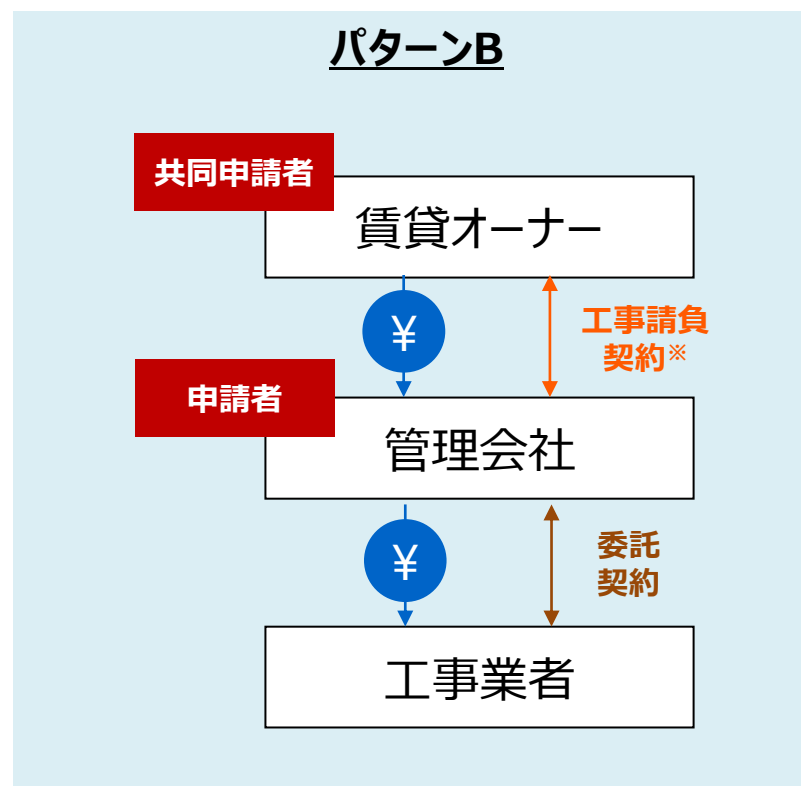 パターンB
共同申請者
賃貸オーナー
¥
工事請負
契約※
申請者
管理会社
¥
委託
契約
工事業者